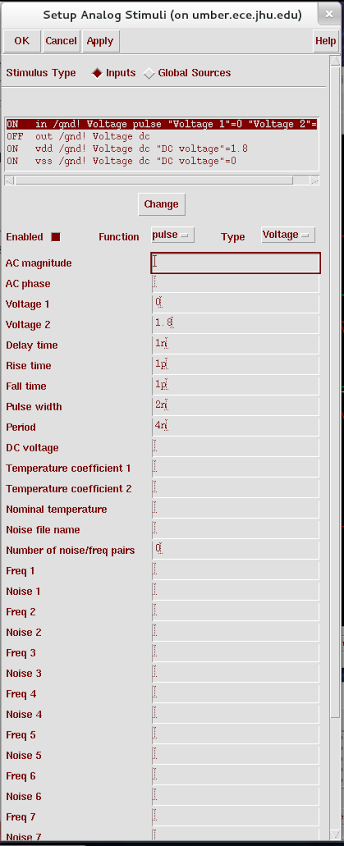 Setup Analog Stimuli (on umber.ece.jhu.edu)
OK Cancel Apply Help
Stimulus Type Inputs Global Sources
ON in /gnd! Voltage pulse "Voltage 1"=0 "Voltage 2"=
OFF out /gnd! Voltage dc
ON vdd /gnd! Voltage dc "DC voltage"=1.8
ON vss /gnd! Voltage dc "DC voltage"=0
Change
Enabled Function pulse Type Voltage
AC magnitude
AC phase
Voltage 1 0
Voltage 2 1.8
Delay time 1n
Rise time 1p
Fall time 1p
Pulse width 2n
Period 4n
DC voltage
Temperature coefficient 1
Temperature coefficient 2
Nominal temperature
Noise file name
Number of noise/freq pairs 0
Freq 1
Noise 1
Freq 2
Noise 2
Freq 3
Noise 3
Freq 4
Noise 4
Freq 5
Noise 5
Freq 6
Noise 6
Freq 7
Noise 7